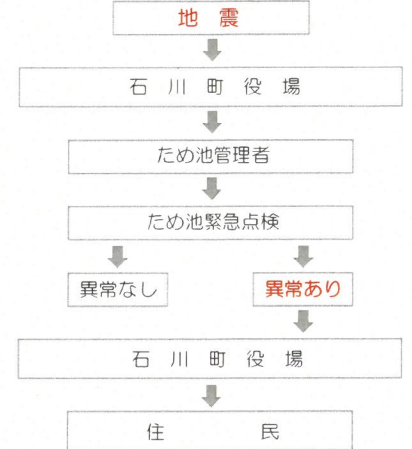 地 震
石 川 町 役 場
ため池管理者
ため池緊急点検
異常なし 異常あり
石 川 町 役 場
住 民